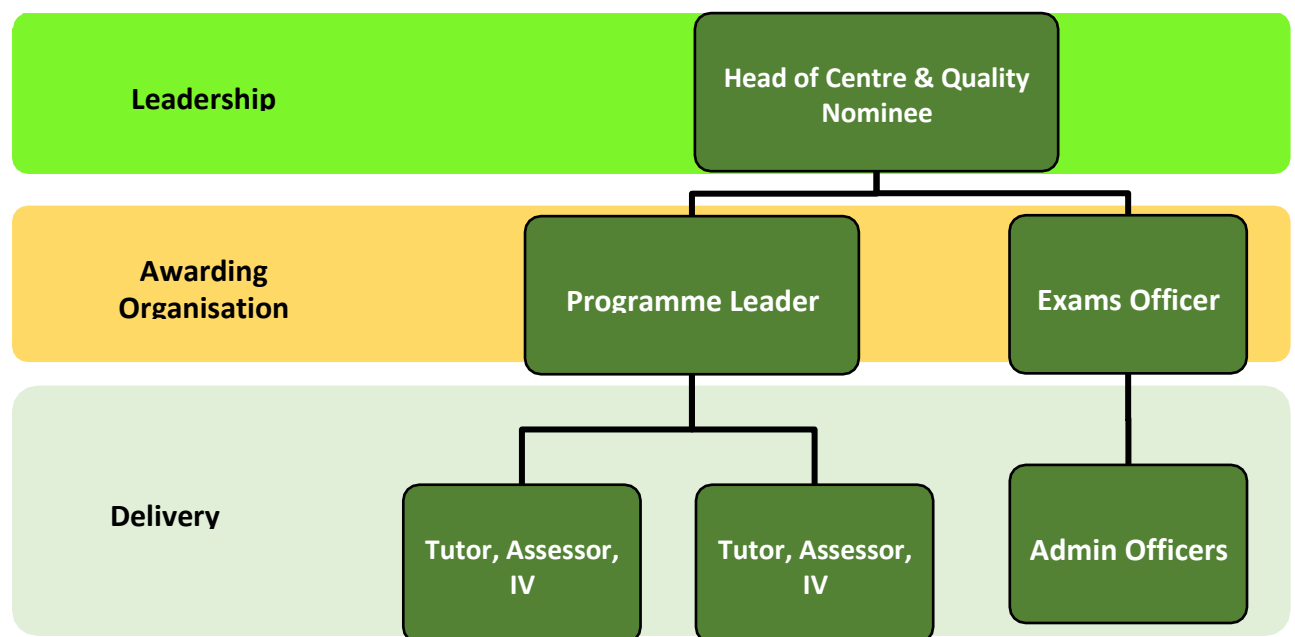 Leadership
Head of Centre & Quality
Nominee
Awarding
Organisation
Programme Leader
Exams Officer
Delivery
Tutor, Assessor,
IV
Tutor, Assessor,
IV
Admin Officers